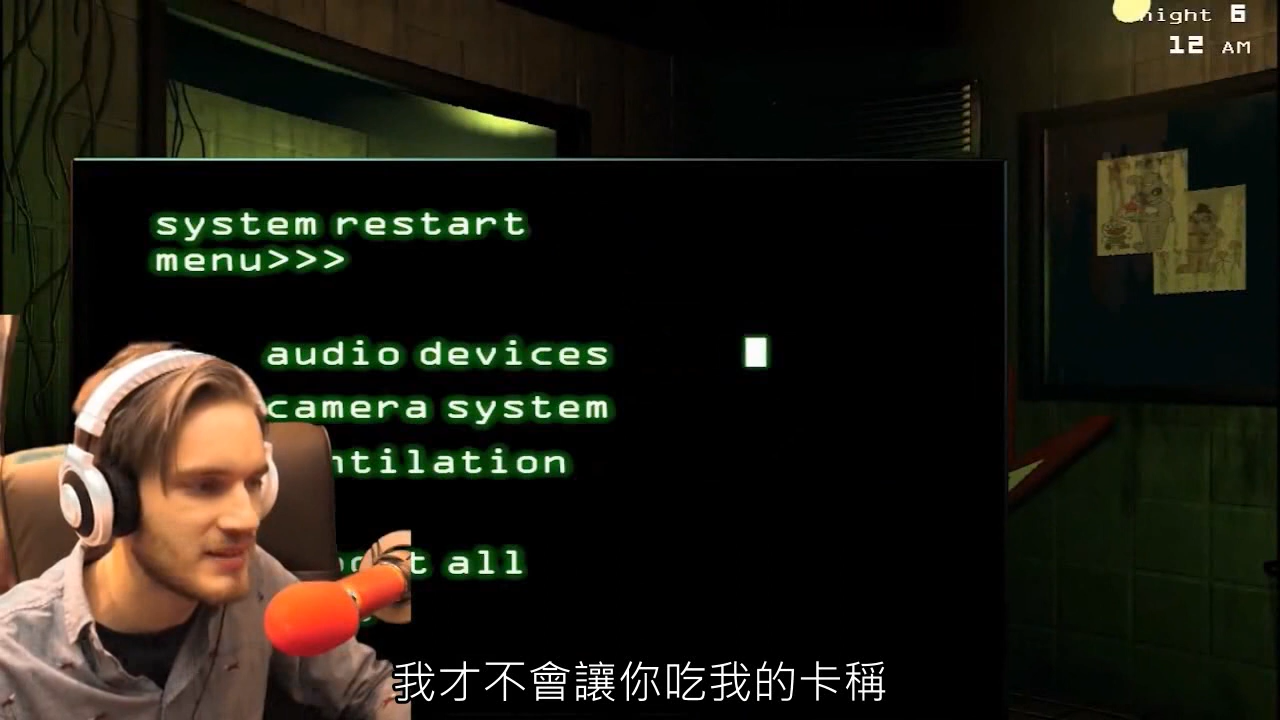 night 6
12 AM
system restart
menu>>>
audio devices
camera system
ntilation
t all
我才不會讓你吃我的卡稱